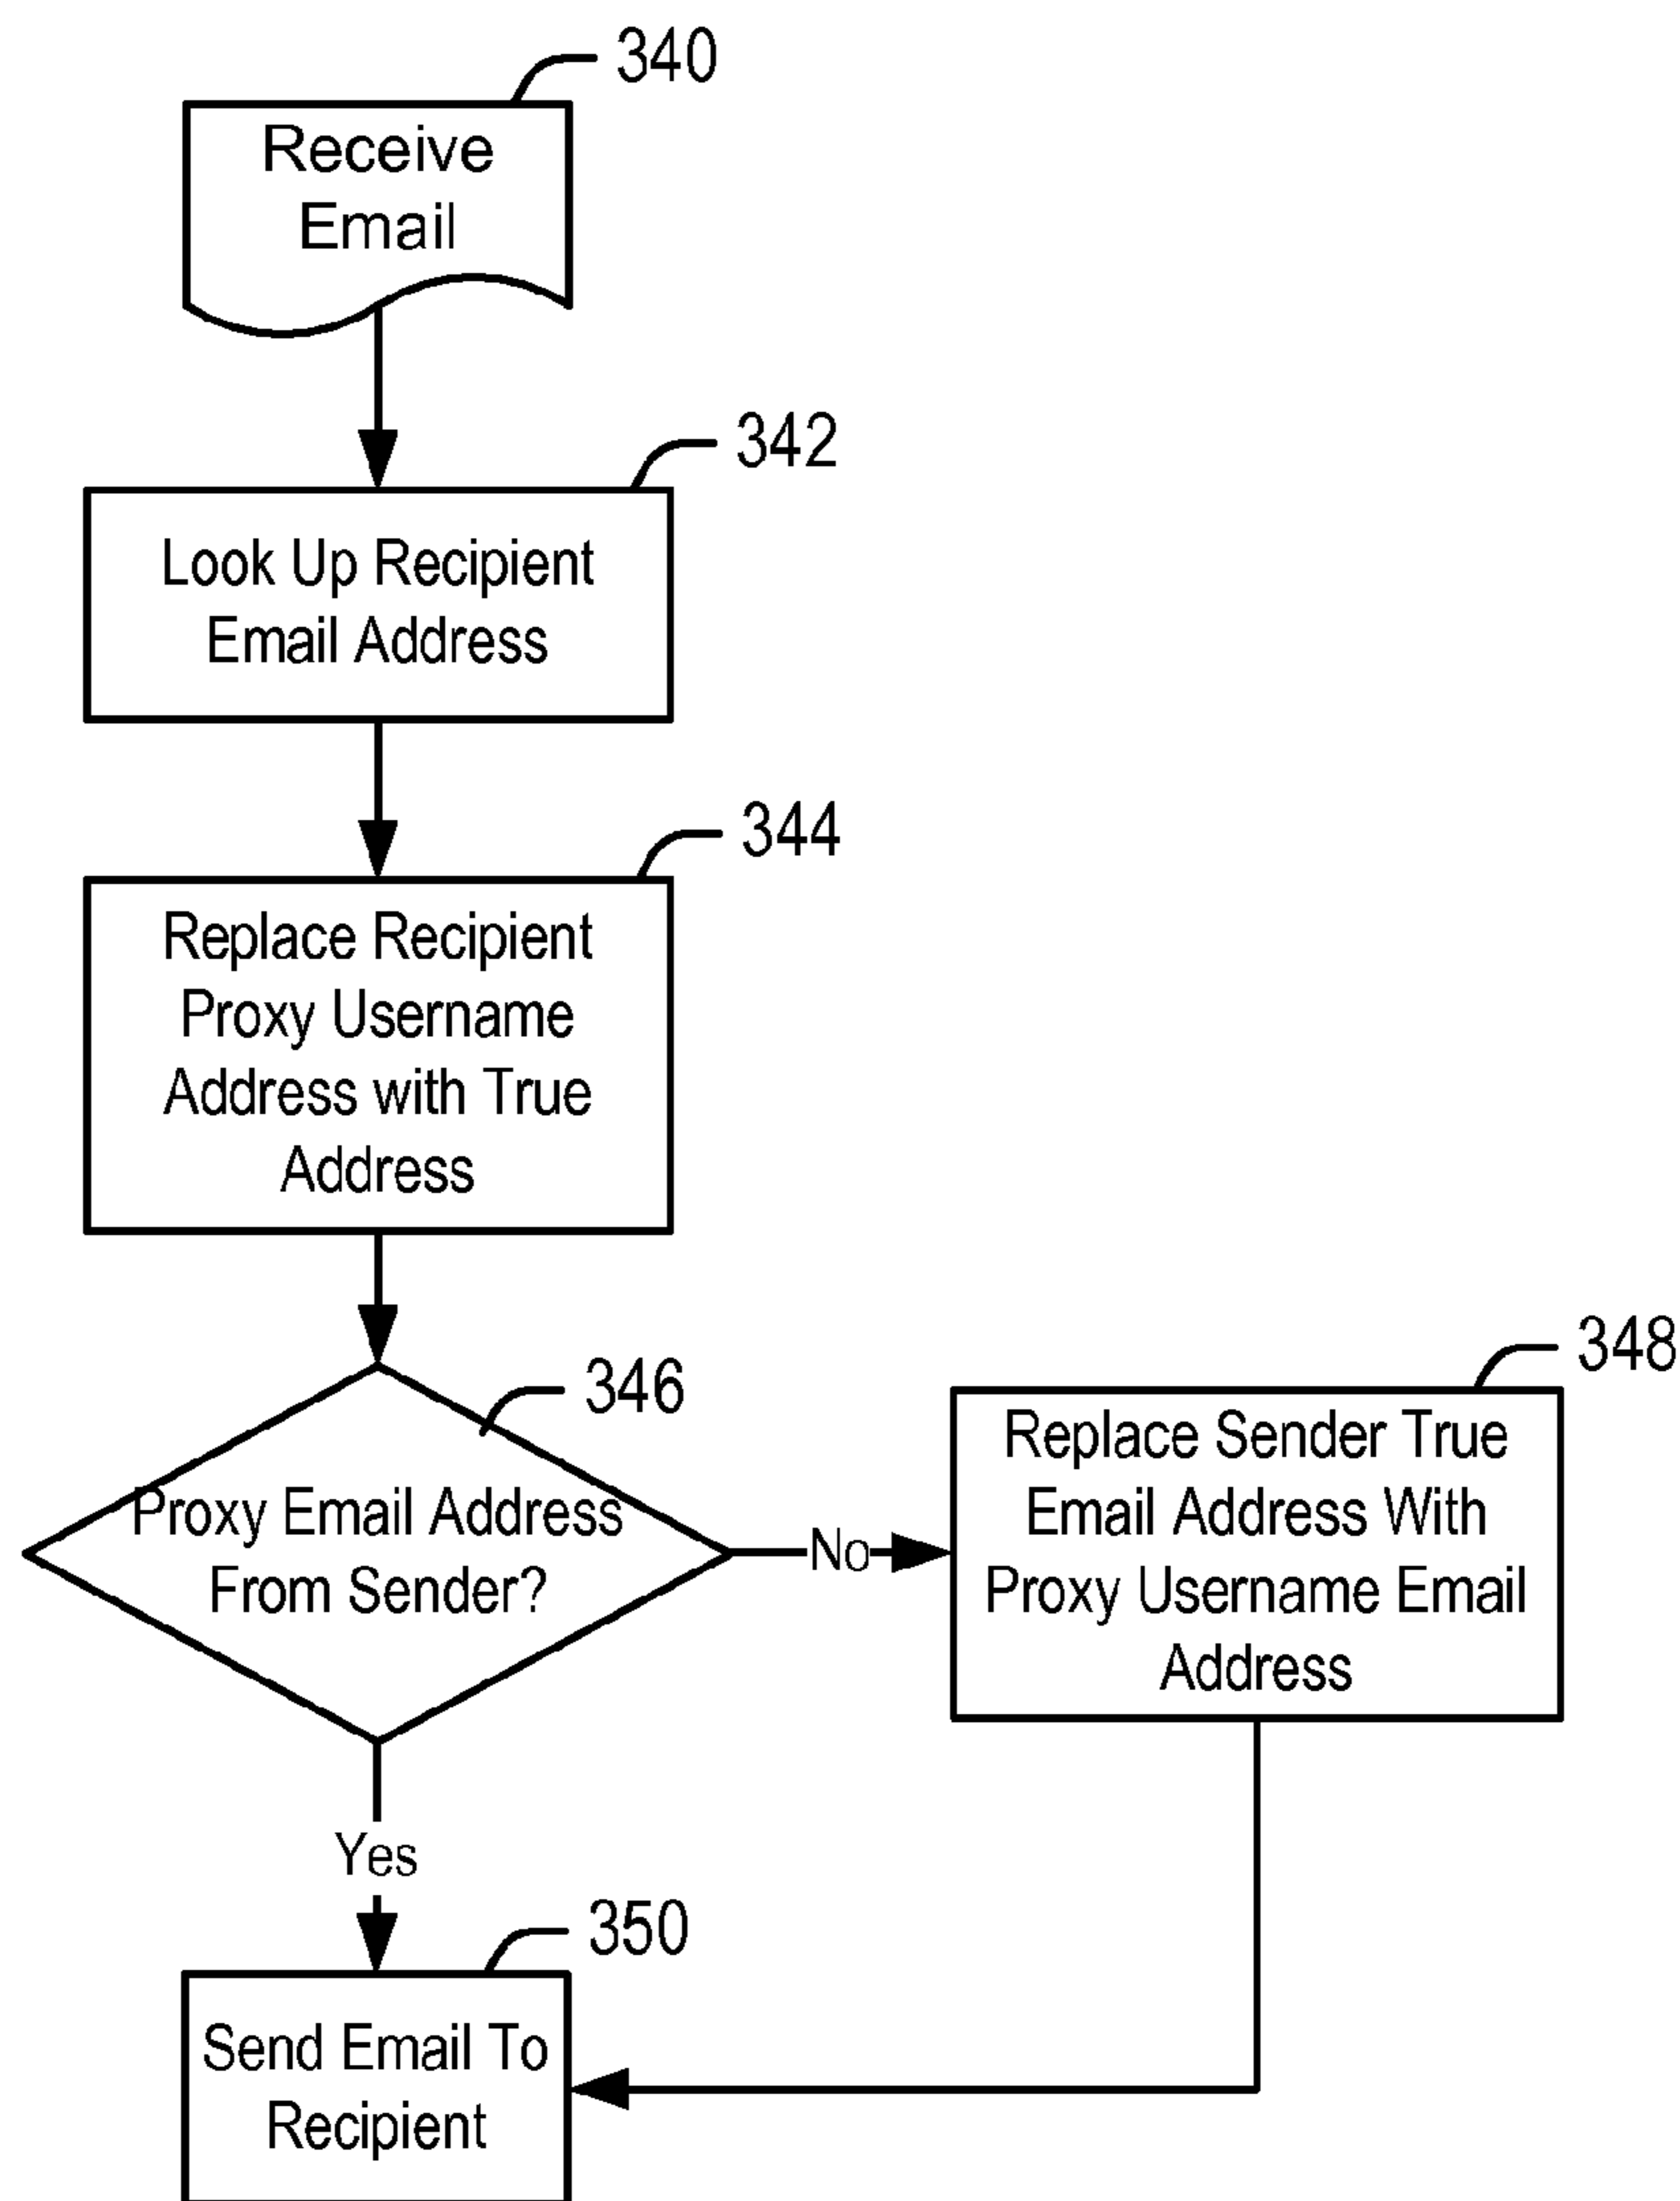 340
Receive
Email
342
Look Up Recipient
Email Address
344
Replace Recipient
Proxy Username
Address with True
Address
346
Proxy Email Address
From Sender?
No
348
Replace Sender True
Email Address With
Proxy Username Email
Address
Yes
350
Send Email To
Recipient